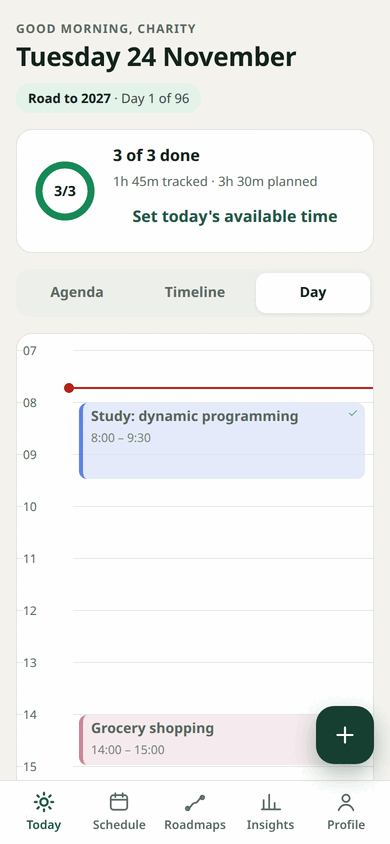 GOOD MORNING, CHARITY
Tuesday 24 November
Road to 2027 · Day 1 of 96
3/3
3 of 3 done
1h 45m tracked · 3h 30m planned
Set today's available time
Agenda
Timeline
Day
07
08
Study: dynamic programming
8:00 – 9:30
09
10
11
12
13
14
Grocery shopping
14:00 – 15:00
15
Today
Schedule
Roadmaps
Insights
Profile